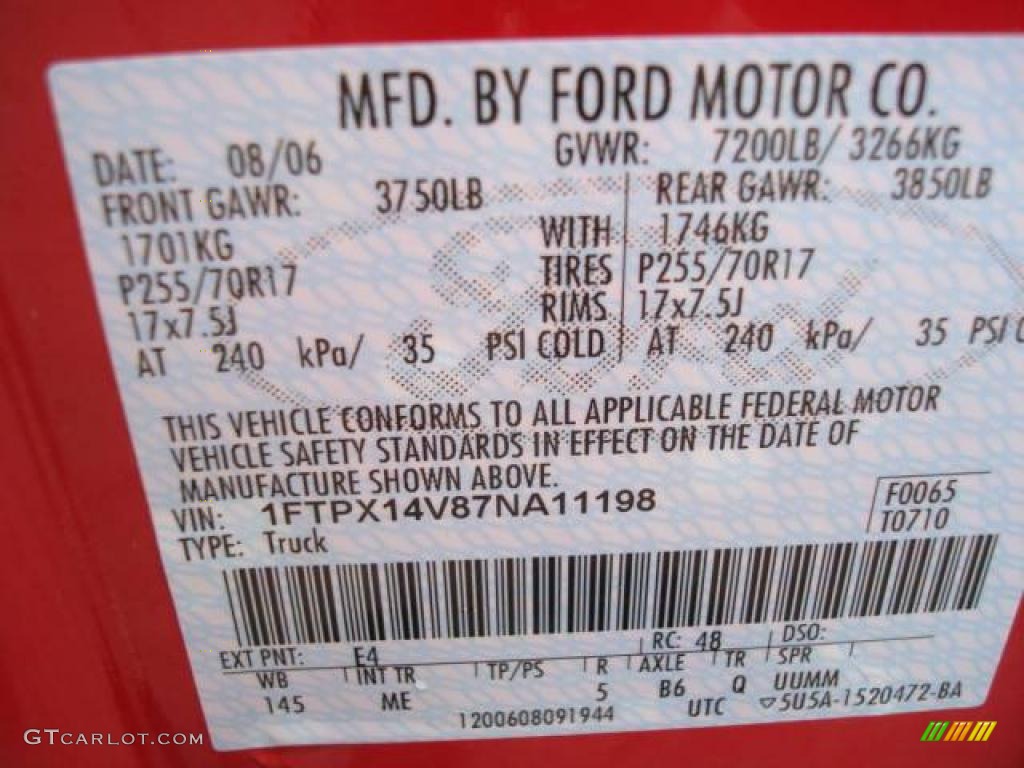 MFD. BY FORD MOTOR CO.
DATE: 08/06 GVWR: 7200LB/ 3266KG
FRONT GAWR: 3750LB REAR GAWR: 3850LB
1701KG WITH 1746KG
P255/70R17 TIRES P255/70R17
17x7.5J RIMS 17x7.5J
AT 240 kPa/ 35 PSI COLD AT 240 kPa/ 35 PSI C
THIS VEHICLE CONFORMS TO ALL APPLICABLE FEDERAL MOTOR
VEHICLE SAFETY STANDARDS IN EFFECT ON THE DATE OF
MANUFACTURE SHOWN ABOVE.
VIN: 1FTPX14V87NA11198 F0065
TYPE: Truck T0710
EXT PNT: E4 RC: 48 DSO:
WB INT TR TP/PS R AXLE TR SPR
145 ME 5 B6 Q UUMM
1200608091944 UTC 5U5A-1520472-BA
GTCARLOT.COM